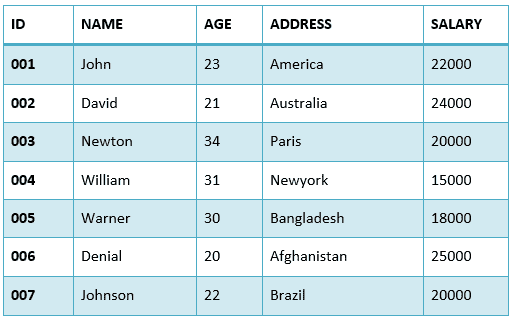 ID NAME AGE ADDRESS SALARY
001 John 23 America 22000
002 David 21 Australia 24000
003 Newton 34 Paris 20000
004 William 31 Newyork 15000
005 Warner 30 Bangladesh 18000
006 Denial 20 Afghanistan 25000
007 Johnson 22 Brazil 20000